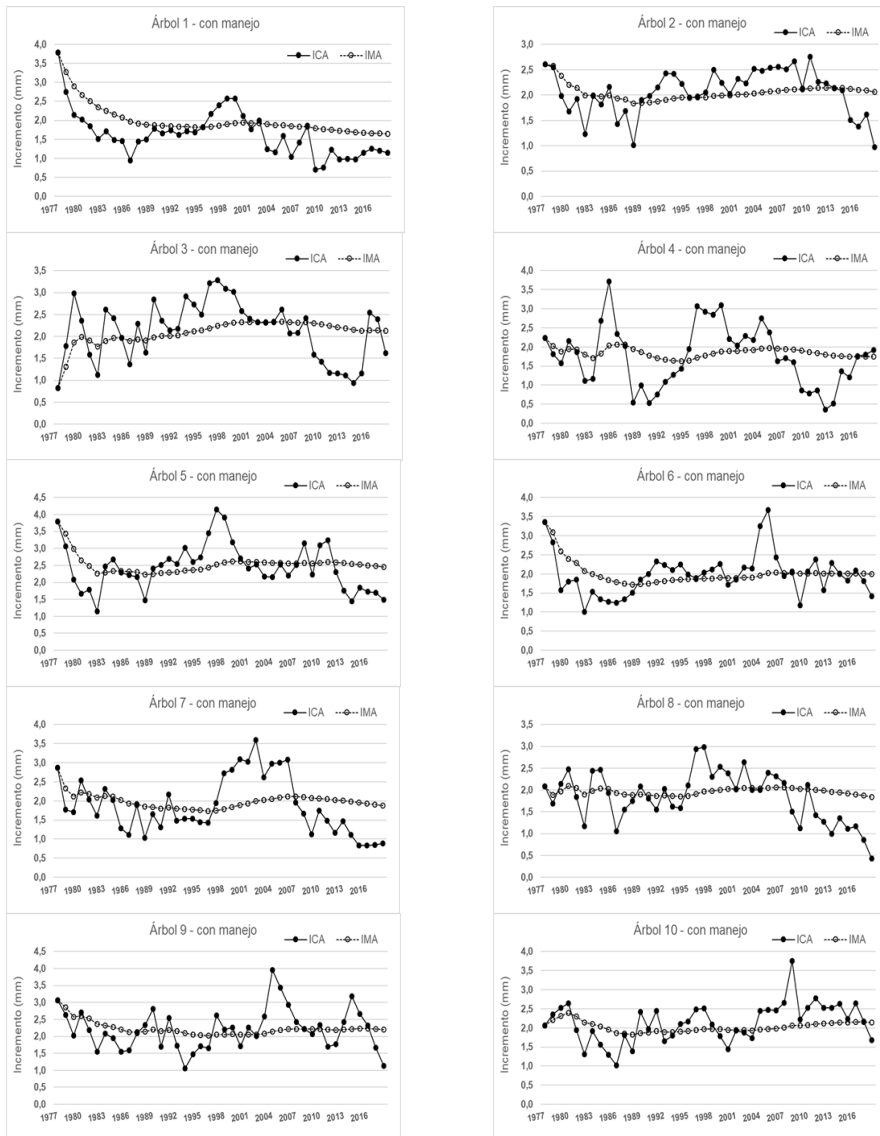 Árbol 1 - con manejo
ICA IMA
Incremento (mm)
4,0
3,5
3,0
2,5
2,0
1,5
1,0
0,5
0,0
1977 1980 1983 1986 1989 1992 1995 1998 2001 2004 2007 2010 2013 2016
Árbol 2 - con manejo
ICA IMA
Incremento (mm)
3,0
2,5
2,0
1,5
1,0
0,5
0,0
1977 1980 1983 1986 1989 1992 1995 1998 2001 2004 2007 2010 2013 2016
Árbol 3 - con manejo
ICA IMA
Incremento (mm)
3,5
3,0
2,5
2,0
1,5
1,0
0,5
0,0
1977 1980 1983 1986 1989 1992 1995 1998 2001 2004 2007 2010 2013 2016
Árbol 4 - con manejo
ICA IMA
Incremento (mm)
4,0
3,5
3,0
2,5
2,0
1,5
1,0
0,5
0,0
1977 1980 1983 1986 1989 1992 1995 1998 2001 2004 2007 2010 2013 2016
Árbol 5 - con manejo
ICA IMA
Incremento (mm)
4,5
4,0
3,5
3,0
2,5
2,0
1,5
1,0
0,5
0,0
1977 1980 1983 1986 1989 1992 1995 1998 2001 2004 2007 2010 2013 2016
Árbol 6 - con manejo
ICA IMA
Incremento (mm)
4,0
3,5
3,0
2,5
2,0
1,5
1,0
0,5
0,0
1977 1980 1983 1986 1989 1992 1995 1998 2001 2004 2007 2010 2013 2016
Árbol 7 - con manejo
ICA IMA
Incremento (mm)
4,0
3,5
3,0
2,5
2,0
1,5
1,0
0,5
0,0
1977 1980 1983 1986 1989 1992 1995 1998 2001 2004 2007 2010 2013 2016
Árbol 8 - con manejo
ICA IMA
Incremento (mm)
3,5
3,0
2,5
2,0
1,5
1,0
0,5
0,0
1977 1980 1983 1986 1989 1992 1995 1998 2001 2004 2007 2010 2013 2016
Árbol 9 - con manejo
ICA IMA
Incremento (mm)
4,5
4,0
3,5
3,0
2,5
2,0
1,5
1,0
0,5
0,0
1977 1980 1983 1986 1989 1992 1995 1998 2001 2004 2007 2010 2013 2016
Árbol 10 - con manejo
ICA IMA
Incremento (mm)
4,0
3,5
3,0
2,5
2,0
1,5
1,0
0,5
0,0
1977 1980 1983 1986 1989 1992 1995 1998 2001 2004 2007 2010 2013 2016